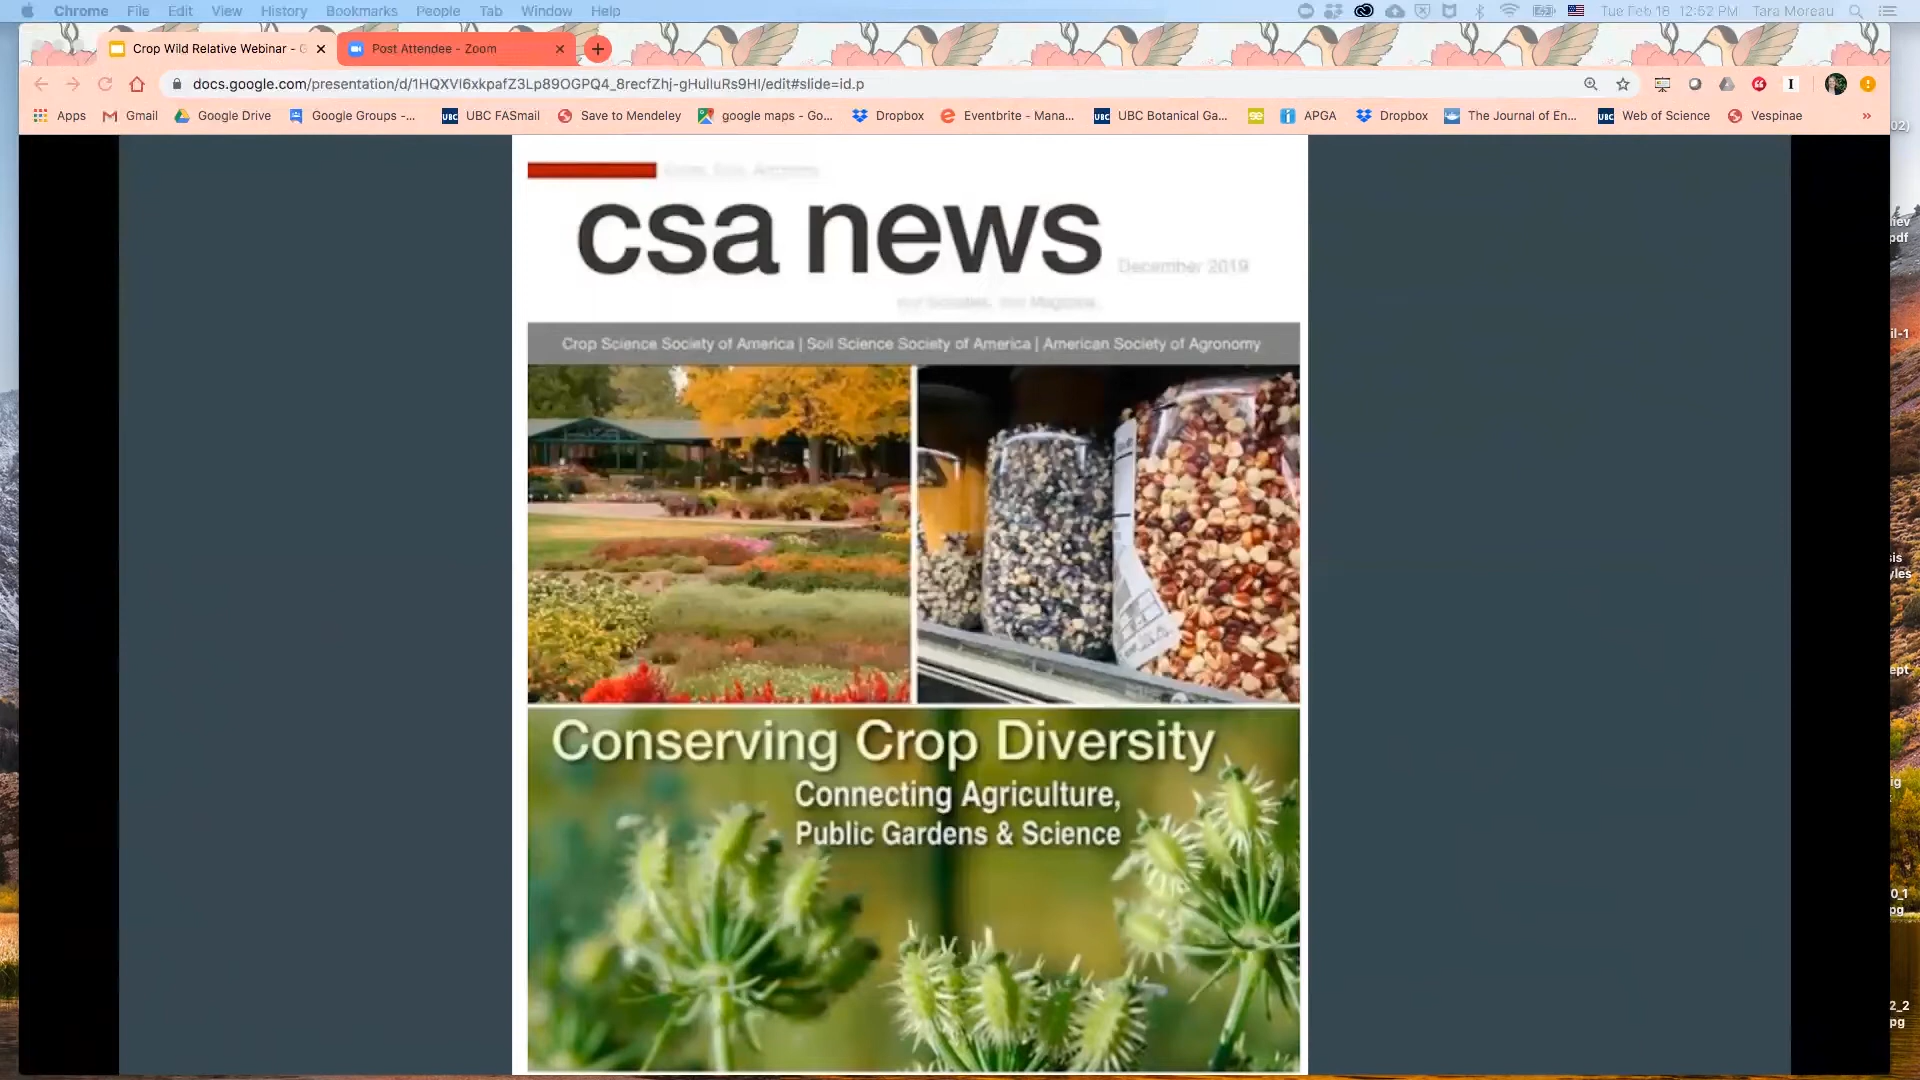 Chrome File Edit View History Bookmarks People Tab Window Help Tue Feb 18 12:52 PM Tara Moreau
Crop Wild Relative Webinar - G Post Attendee - Zoom
docs.google.com/presentation/d/1HQXVl6xkpafZ3Lp89OGPQ4_8recfZhj-gHulluRs9HI/edit#slide=id.p
Apps Gmail Google Drive Google Groups -... UBC FASmail Save to Mendeley google maps - Go... Dropbox Eventbrite - Mana... UBC Botanical Ga... APGA Dropbox The Journal of En... Web of Science Vespinae »
csa news
December 2019
Crop Science Society of America | Soil Science Society of America | American Society of Agronomy
Conserving Crop Diversity
Connecting Agriculture,
Public Gardens & Science